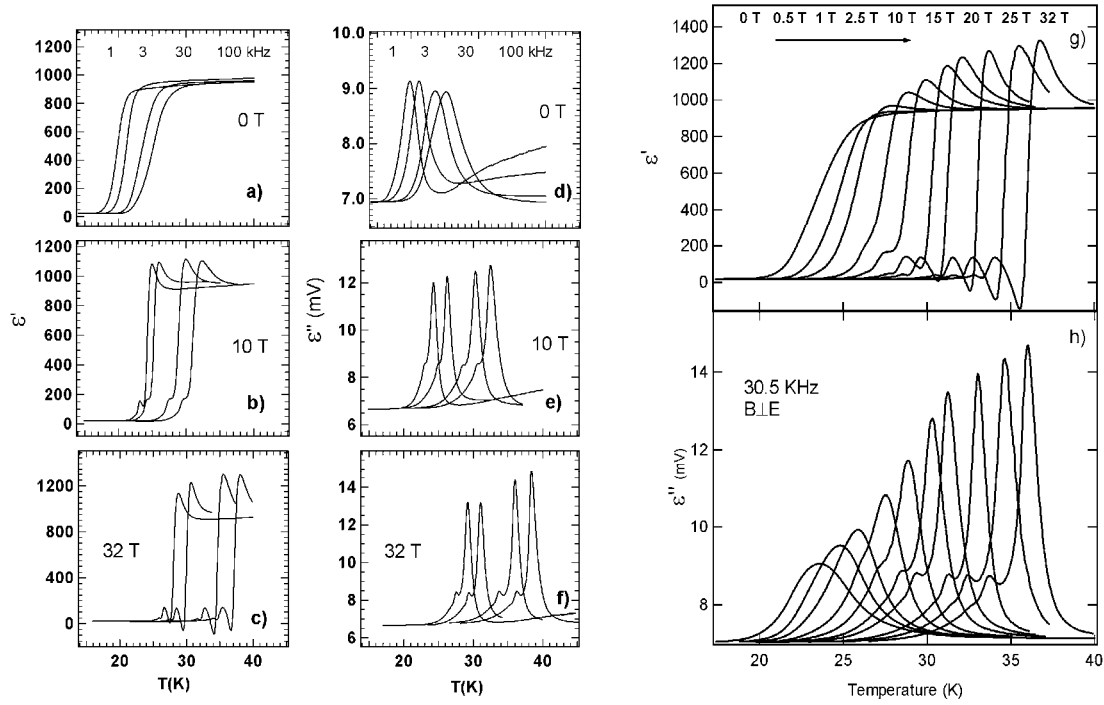 1 3 30 100 kHz
1200
1000
800
600
400
200
0
0 T
a)
1200
1000
800
600
400
200
0
10 T
b)
ε'
1200
800
400
0
32 T
c)
20 30 40
T(K)
1 3 30 100 kHz
10.0
9.0
8.0
7.0
0 T
d)
12
10
8
6
10 T
e)
ε'' (mV)
14
12
10
8
6
32 T
f)
20 30 40
T(K)
0 T 0.5 T 1 T 2.5 T 10 T 15 T 20 T 25 T 32 T
g)
1400
1200
1000
800
600
400
200
0
ε'
h)
14
12
10
8
30.5 KHz
B⊥E
ε'' (mV)
20 25 30 35 40
Temperature (K)